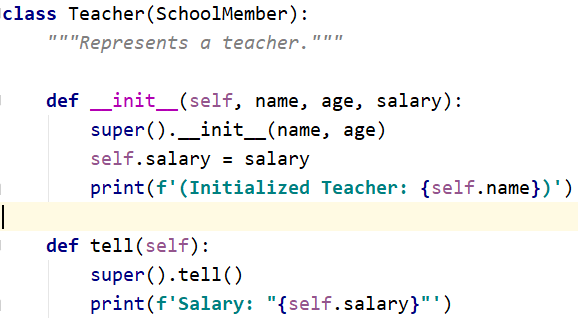 class Teacher(SchoolMember):
    """Represents a teacher."""

    def __init__(self, name, age, salary):
        super().__init__(name, age)
        self.salary = salary
        print(f'(Initialized Teacher: {self.name})')

    def tell(self):
        super().tell()
        print(f'Salary: "{self.salary}"')